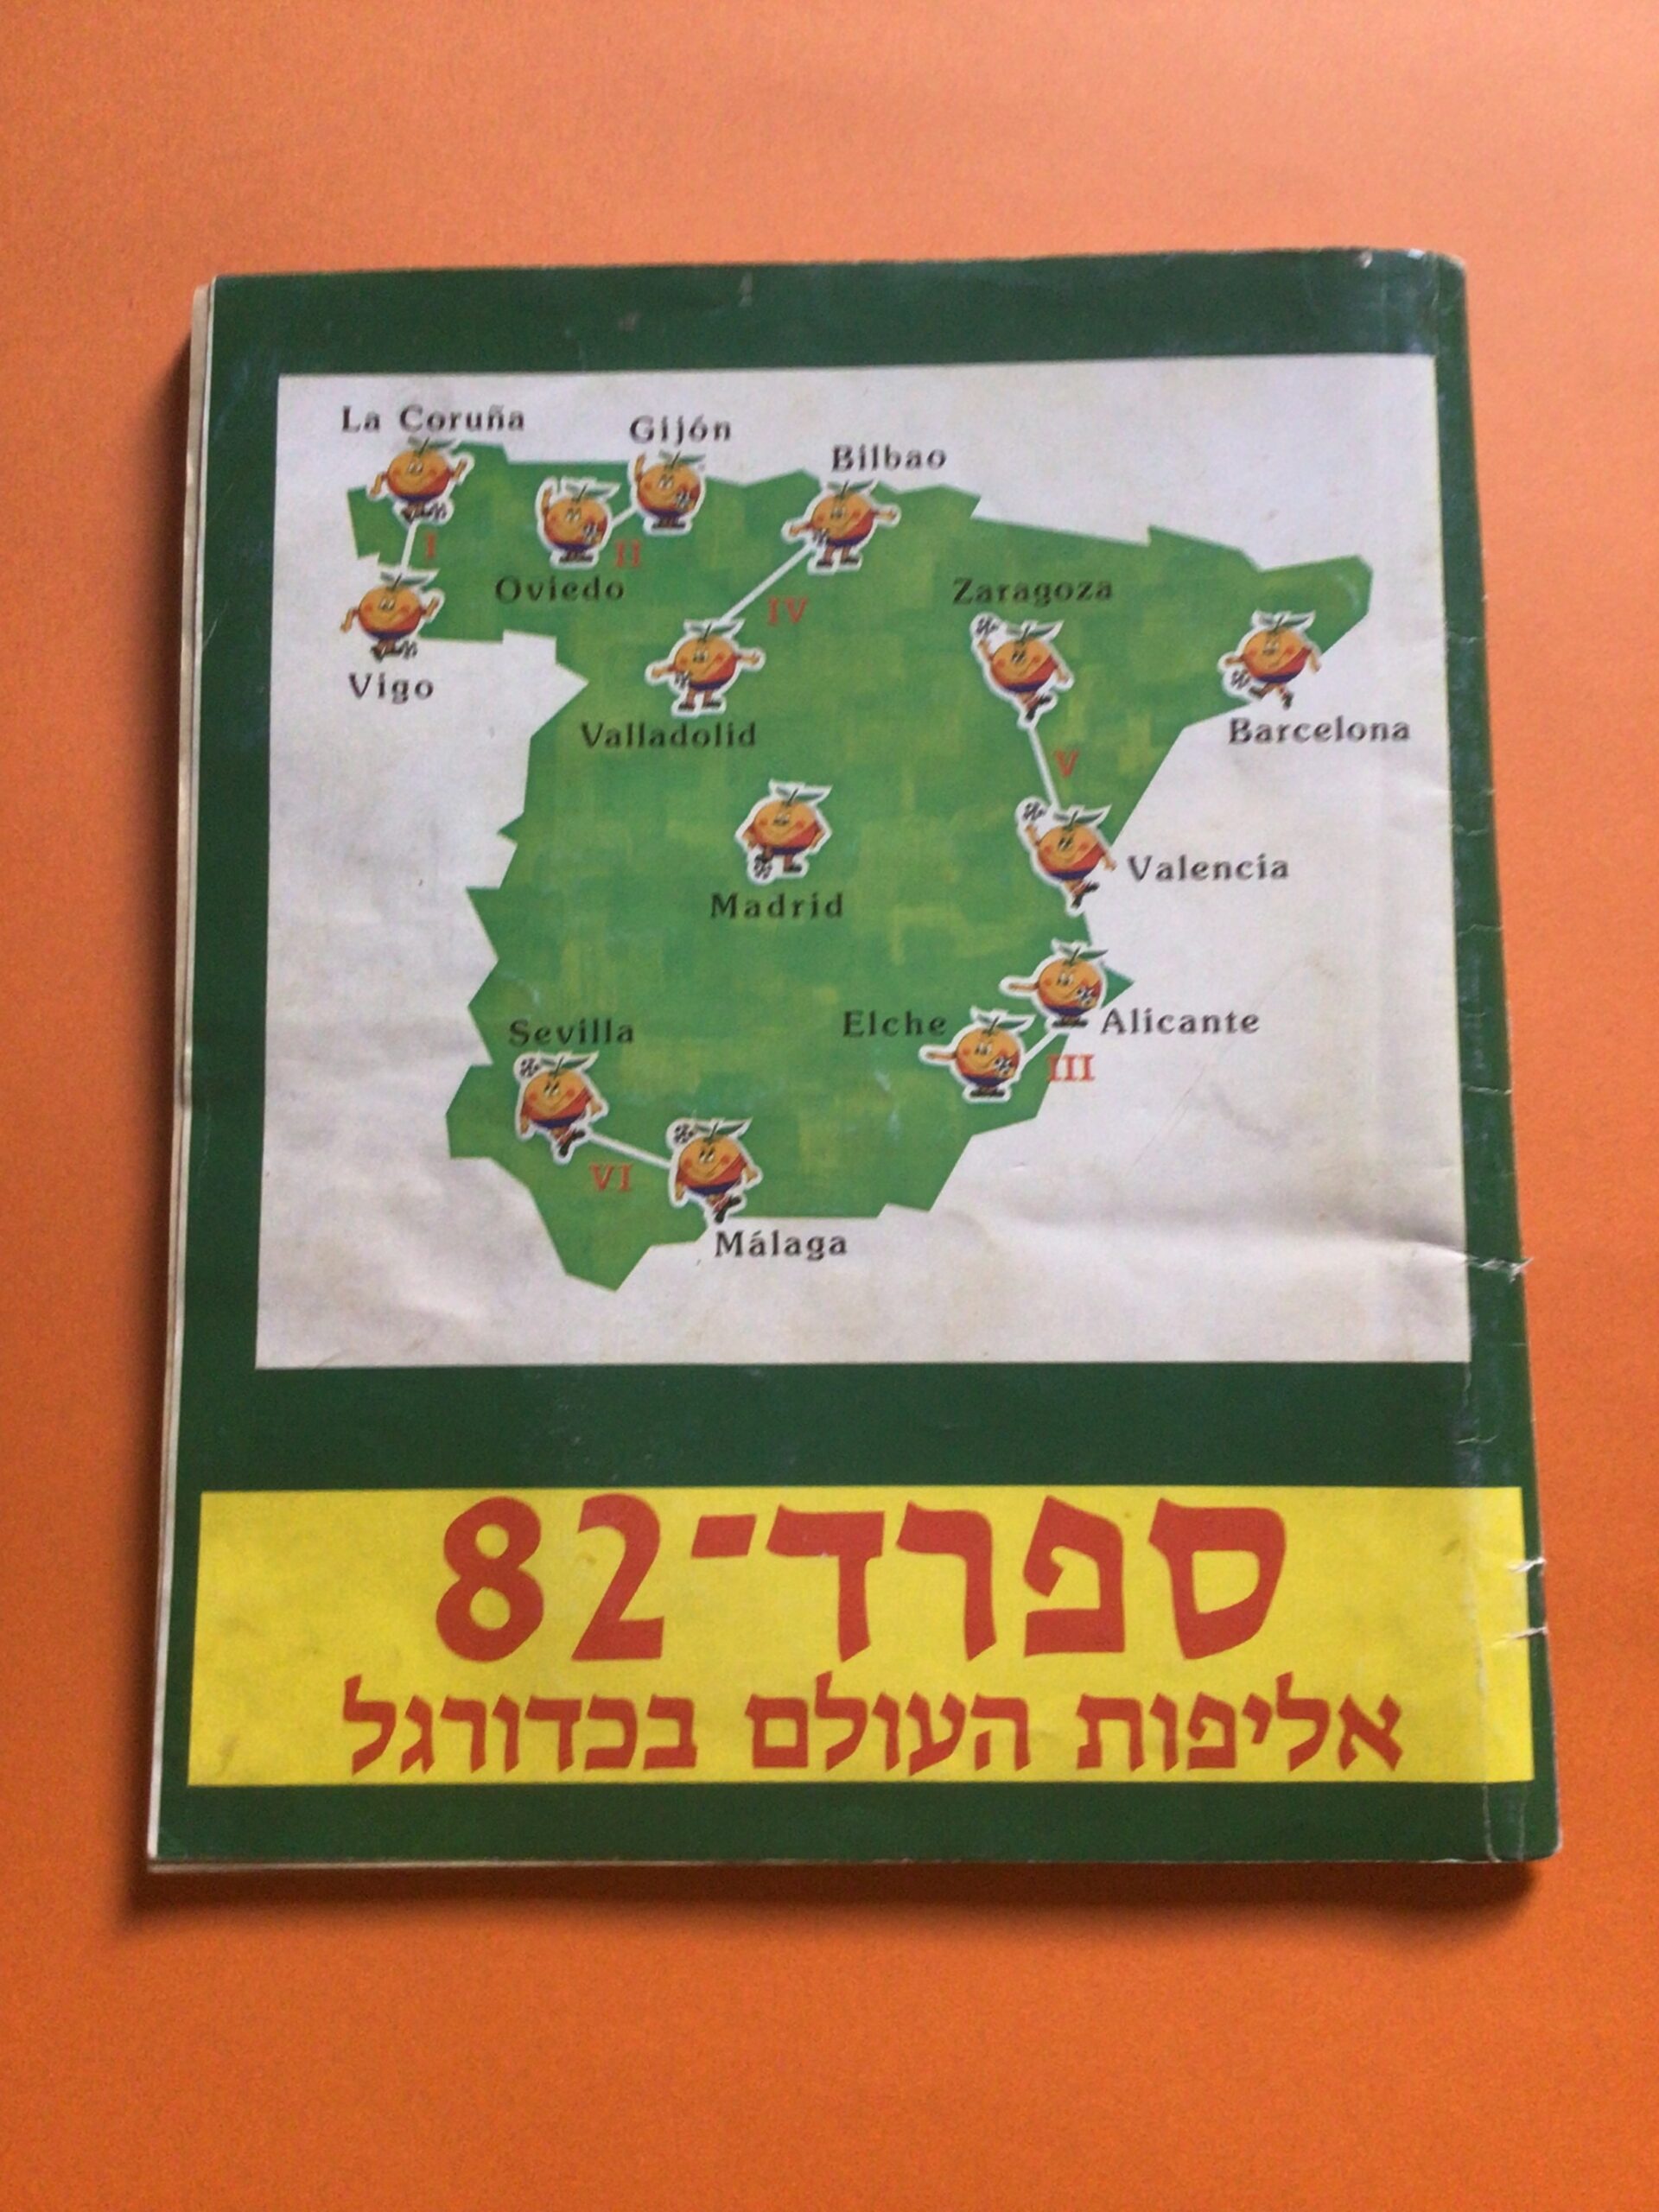 La Coruña
Gijón
Bilbao
I
II
Oviedo
Zaragoza
IV
Vigo
Valladolid
Barcelona
V
Valencia
Madrid
Elche
Alicante
Sevilla
III
VI
Málaga
ספרד־82
אליפות העולם בכדורגל